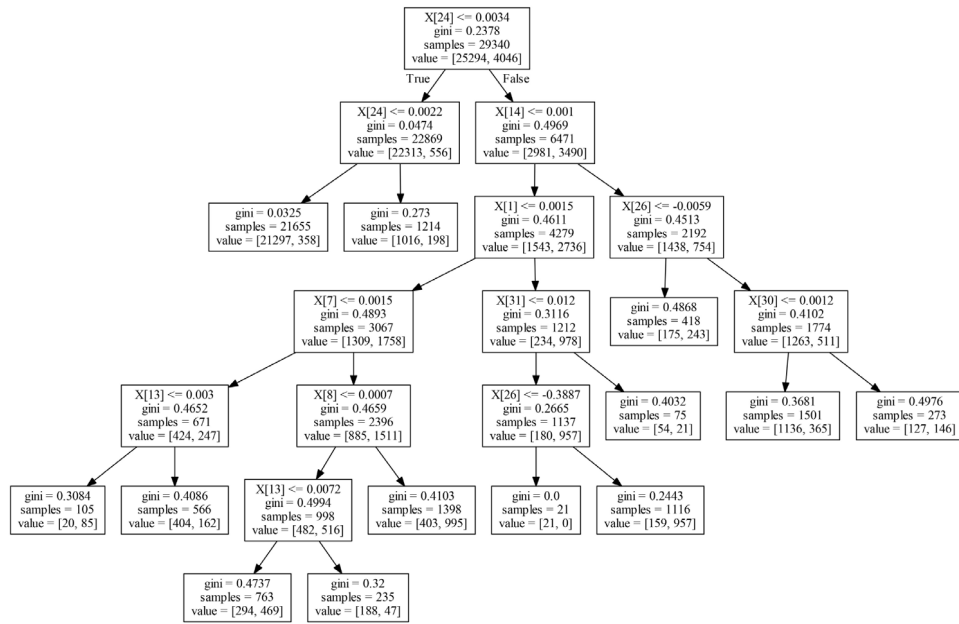 X[24] <= 0.0034
gini = 0.2378
samples = 29340
value = [25294, 4046]
True
False
X[24] <= 0.0022
gini = 0.0474
samples = 22869
value = [22313, 556]
X[14] <= 0.001
gini = 0.4969
samples = 6471
value = [2981, 3490]
gini = 0.0325
samples = 21655
value = [21297, 358]
gini = 0.273
samples = 1214
value = [1016, 198]
X[1] <= 0.0015
gini = 0.4611
samples = 4279
value = [1543, 2736]
X[26] <= -0.0059
gini = 0.4513
samples = 2192
value = [1438, 754]
X[7] <= 0.0015
gini = 0.4893
samples = 3067
value = [1309, 1758]
X[31] <= 0.012
gini = 0.3116
samples = 1212
value = [234, 978]
gini = 0.4868
samples = 418
value = [175, 243]
X[30] <= 0.0012
gini = 0.4102
samples = 1774
value = [1263, 511]
X[13] <= 0.003
gini = 0.4652
samples = 671
value = [424, 247]
X[8] <= 0.0007
gini = 0.4659
samples = 2396
value = [885, 1511]
X[26] <= -0.3887
gini = 0.2665
samples = 1137
value = [180, 957]
gini = 0.4032
samples = 75
value = [54, 21]
gini = 0.3681
samples = 1501
value = [1136, 365]
gini = 0.4976
samples = 273
value = [127, 146]
gini = 0.3084
samples = 105
value = [20, 85]
gini = 0.4086
samples = 566
value = [404, 162]
X[13] <= 0.0072
gini = 0.4994
samples = 998
value = [482, 516]
gini = 0.4103
samples = 1398
value = [403, 995]
gini = 0.0
samples = 21
value = [21, 0]
gini = 0.2443
samples = 1116
value = [159, 957]
gini = 0.4737
samples = 763
value = [294, 469]
gini = 0.32
samples = 235
value = [188, 47]